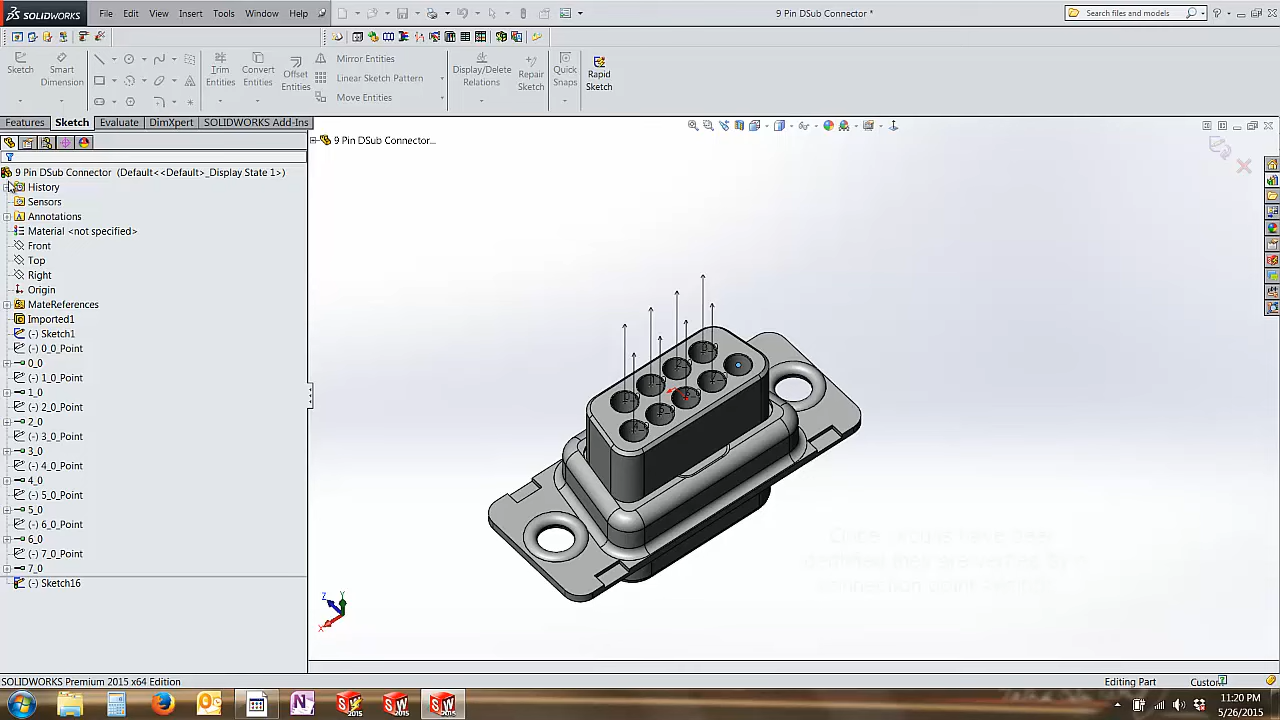 SOLIDWORKS File Edit View Insert Tools Window Help 9 Pin DSub Connector * Search files and models
Sketch Smart Dimension Trim Entities Convert Entities Offset Entities Mirror Entities Linear Sketch Pattern Move Entities Display/Delete Relations Repair Sketch Quick Snaps Rapid Sketch
Features Sketch Evaluate DimXpert SOLIDWORKS Add-Ins
9 Pin DSub Connector...
9 Pin DSub Connector (Default<<Default>_Display State 1>)
History
Sensors
Annotations
Material <not specified>
Front
Top
Right
Origin
MateReferences
Imported1
(-) Sketch1
(-) 0_0_Point
0_0
(-) 1_0_Point
1_0
(-) 2_0_Point
2_0
(-) 3_0_Point
3_0
(-) 4_0_Point
4_0
(-) 5_0_Point
5_0
(-) 6_0_Point
6_0
(-) 7_0_Point
7_0
(-) Sketch16
Z Y X
SOLIDWORKS Premium 2015 x64 Edition Editing Part
11:20 PM
5/26/2015